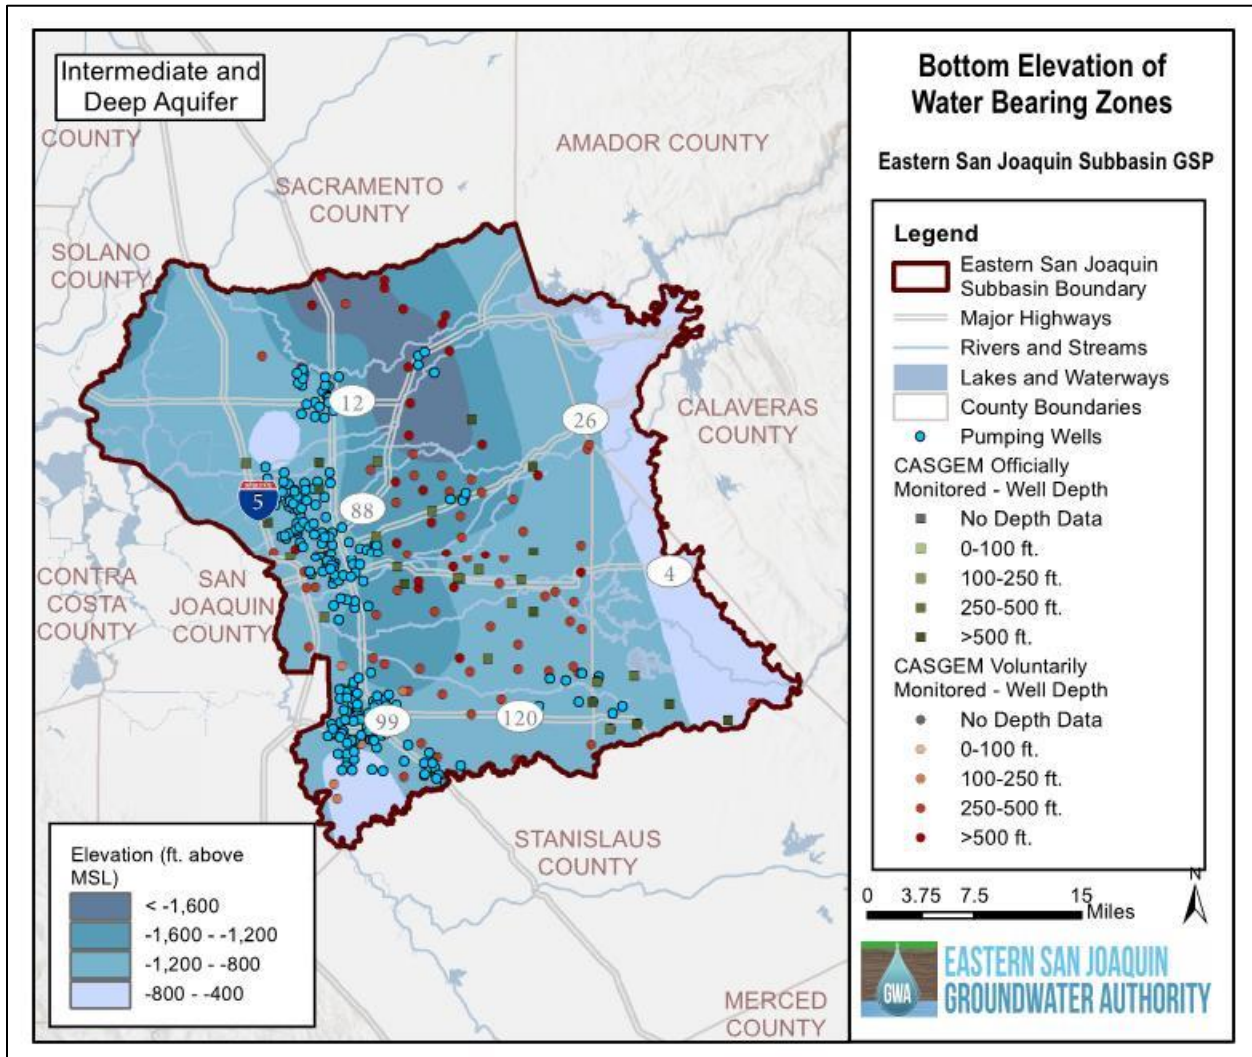 Intermediate and
Deep Aquifer
COUNTY
AMADOR COUNTY
SACRAMENTO
COUNTY
SOLANO
COUNTY
12
26
CALAVERAS
COUNTY
5
88
CONTRA
COSTA
COUNTY
SAN
JOAQUIN
COUNTY
4
99
120
STANISLAUS
COUNTY
MERCED
COUNTY
Elevation (ft. above
MSL)
< -1,600
-1,600 - -1,200
-1,200 - -800
-800 - -400
Bottom Elevation of
Water Bearing Zones
Eastern San Joaquin Subbasin GSP
Legend
Eastern San Joaquin
Subbasin Boundary
Major Highways
Rivers and Streams
Lakes and Waterways
County Boundaries
Pumping Wells
CASGEM Officially
Monitored - Well Depth
No Depth Data
0-100 ft.
100-250 ft.
250-500 ft.
>500 ft.
CASGEM Voluntarily
Monitored - Well Depth
No Depth Data
0-100 ft.
100-250 ft.
250-500 ft.
>500 ft.
N
0 3.75 7.5 15
Miles
GWA
EASTERN SAN JOAQUIN
GROUNDWATER AUTHORITY